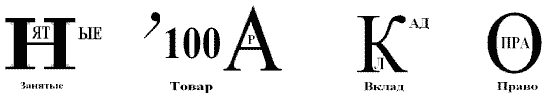 Н ЯТ ЫЕ ’100 А Р К Л АД О ПРА
Занятые Товар Вклад Право